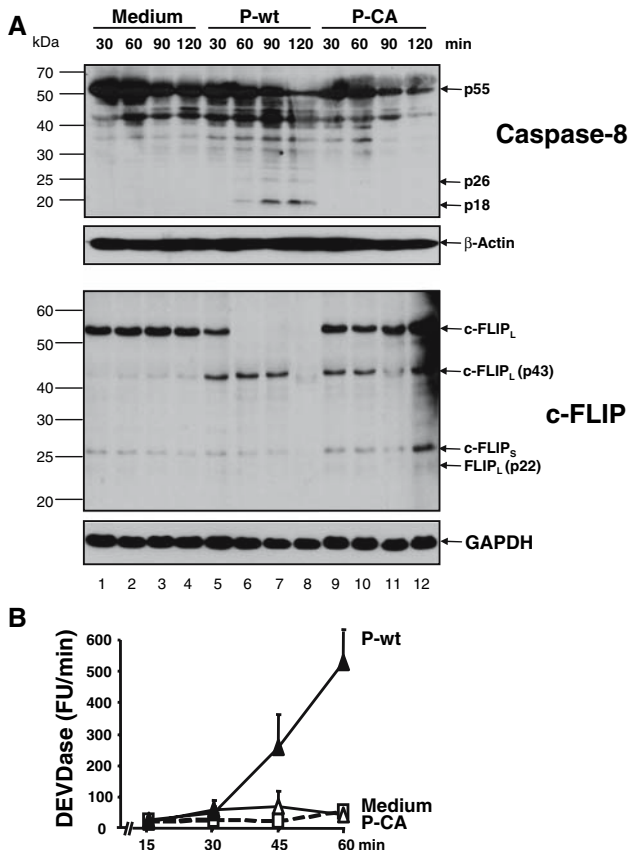 A
Medium P-wt P-CA
kDa 30 60 90 120 30 60 90 120 30 60 90 120 min
70
50
40
30
25
20
p55
Caspase-8
p26
p18
β-Actin
60
50
40
30
25
20
c-FLIPL
c-FLIPL (p43)
c-FLIP
c-FLIPS
FLIPL (p22)
GAPDH
1 2 3 4 5 6 7 8 9 10 11 12
B
DEVDase (FU/min)
600
500
400
300
200
100
0
P-wt
Medium
P-CA
15 30 45 60 min